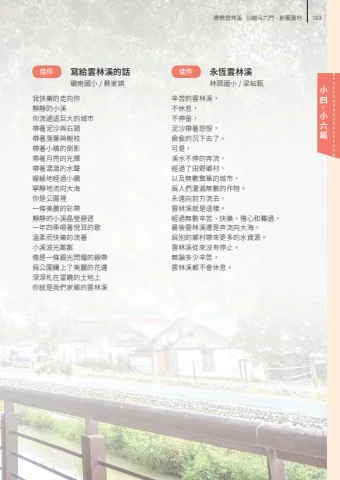 戀戀雲林溪 川越斗六門・創藝廣牧 103
小四、小六組
佳作 寫給雲林溪的話
鎮南國小 / 蔡家祺
我快樂的走向你
靜靜的小溪
你流過這巨大的城市
帶著泥沙與石頭
帶著落葉與樹枝
帶著小橋的倒影
帶著月亮的光輝
帶著潺潺的水聲
緩緩地經過小鎮
寧靜地流向大海
你是公園裡
一條美麗的彩帶
靜靜的小溪晶瑩碧透
一年四季唱著悅耳的歌
溫柔而快樂的流著
小溪波光粼粼
像是一條銀光閃耀的緞帶
為公園鑲上了美麗的花邊
深深札在富饒的土地上
你就是我們家鄉的雲林溪
佳作 永恆雲林溪
林頭國小 / 梁裕甄
辛苦的雲林溪，
不休息，
不停留，
泥沙帶著怨恨，
偷偷的沉下去了。
可是，
溪水不停的奔流，
經過了田野鄉村，
以及無數繁華的城市，
為人們灌溉無數的作物。
永遠向前方流去，
雲林溪就是這樣。
經過無數辛苦、快樂、傷心和難過，
最後雲林溪還是奔流向大海，
為別的鄉村帶來更多的水資源。
雲林溪從來沒有停止。
無論多少辛苦，
雲林溪都不會休息。